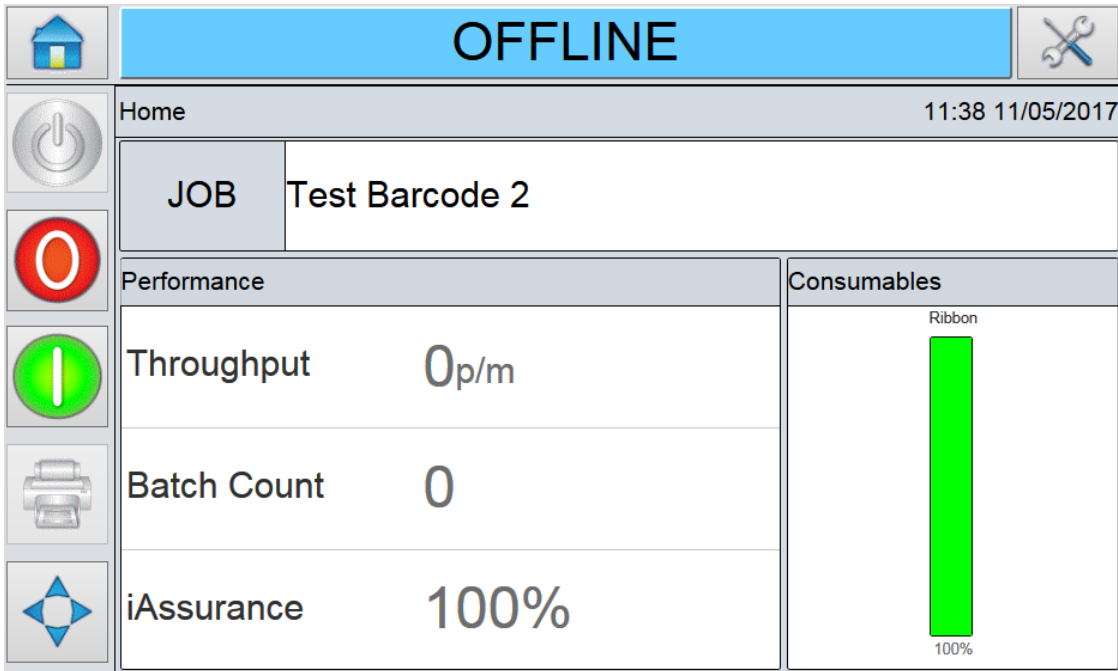 OFFLINE
Home 11:38 11/05/2017
JOB Test Barcode 2
Performance Consumables
Ribbon
Throughput 0p/m
Batch Count 0
iAssurance 100%
100%